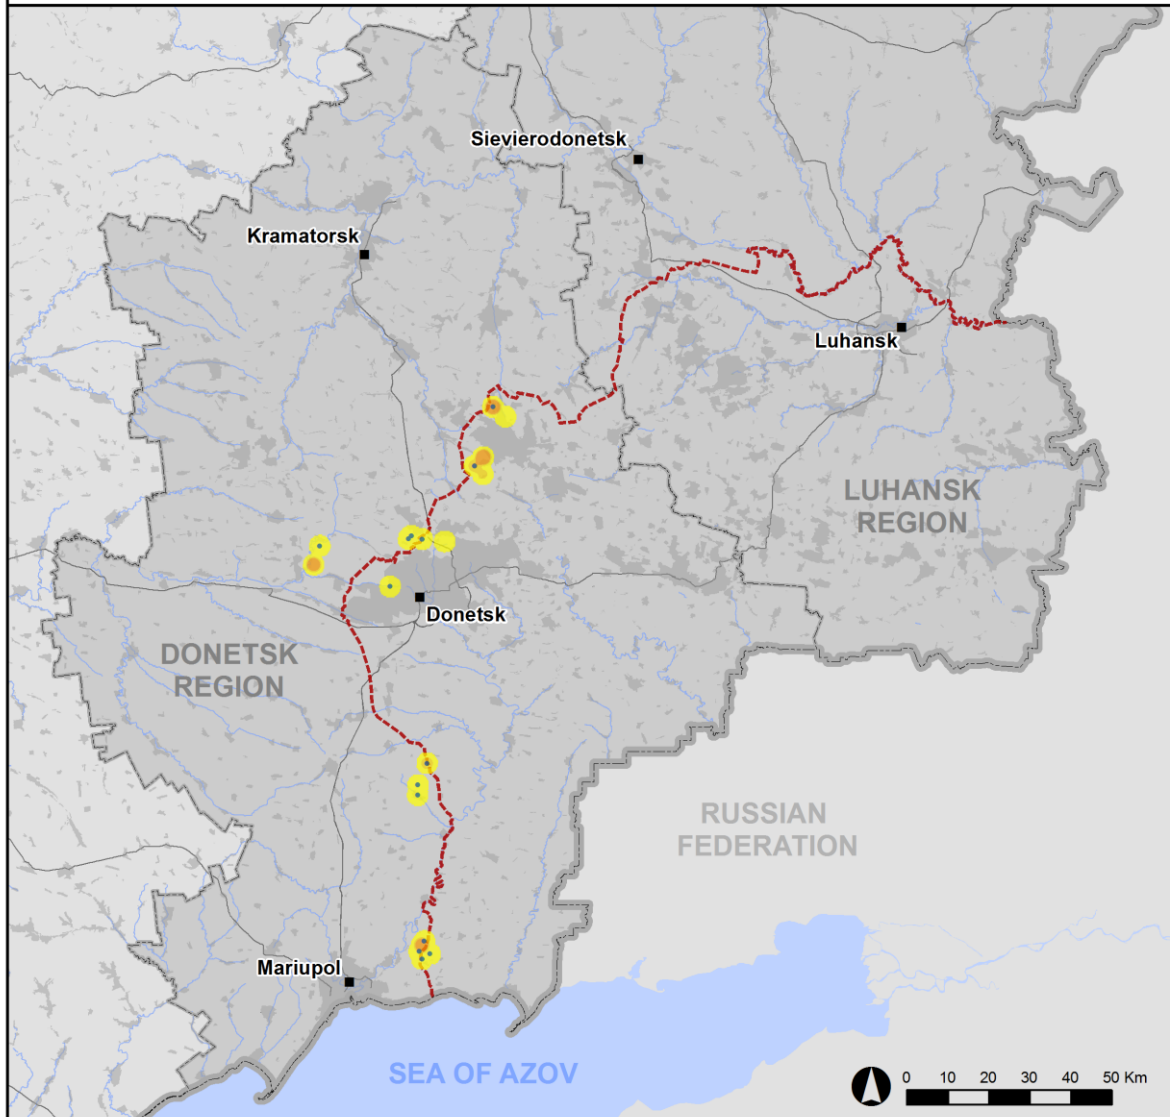 Sievierodonetsk
Kramatorsk
Luhansk
LUHANSK
REGION
Donetsk
DONETSK
REGION
RUSSIAN
FEDERATION
Mariupol
SEA OF AZOV
0 10 20 30 40 50 Km